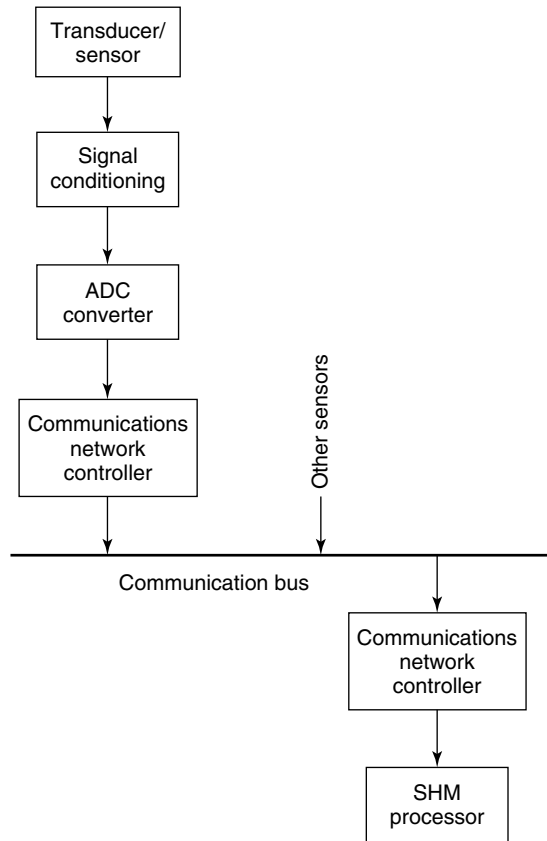 Transducer/
sensor
Signal
conditioning
ADC
converter
Communications
network
controller
Other sensors
Communication bus
Communications
network
controller
SHM
processor